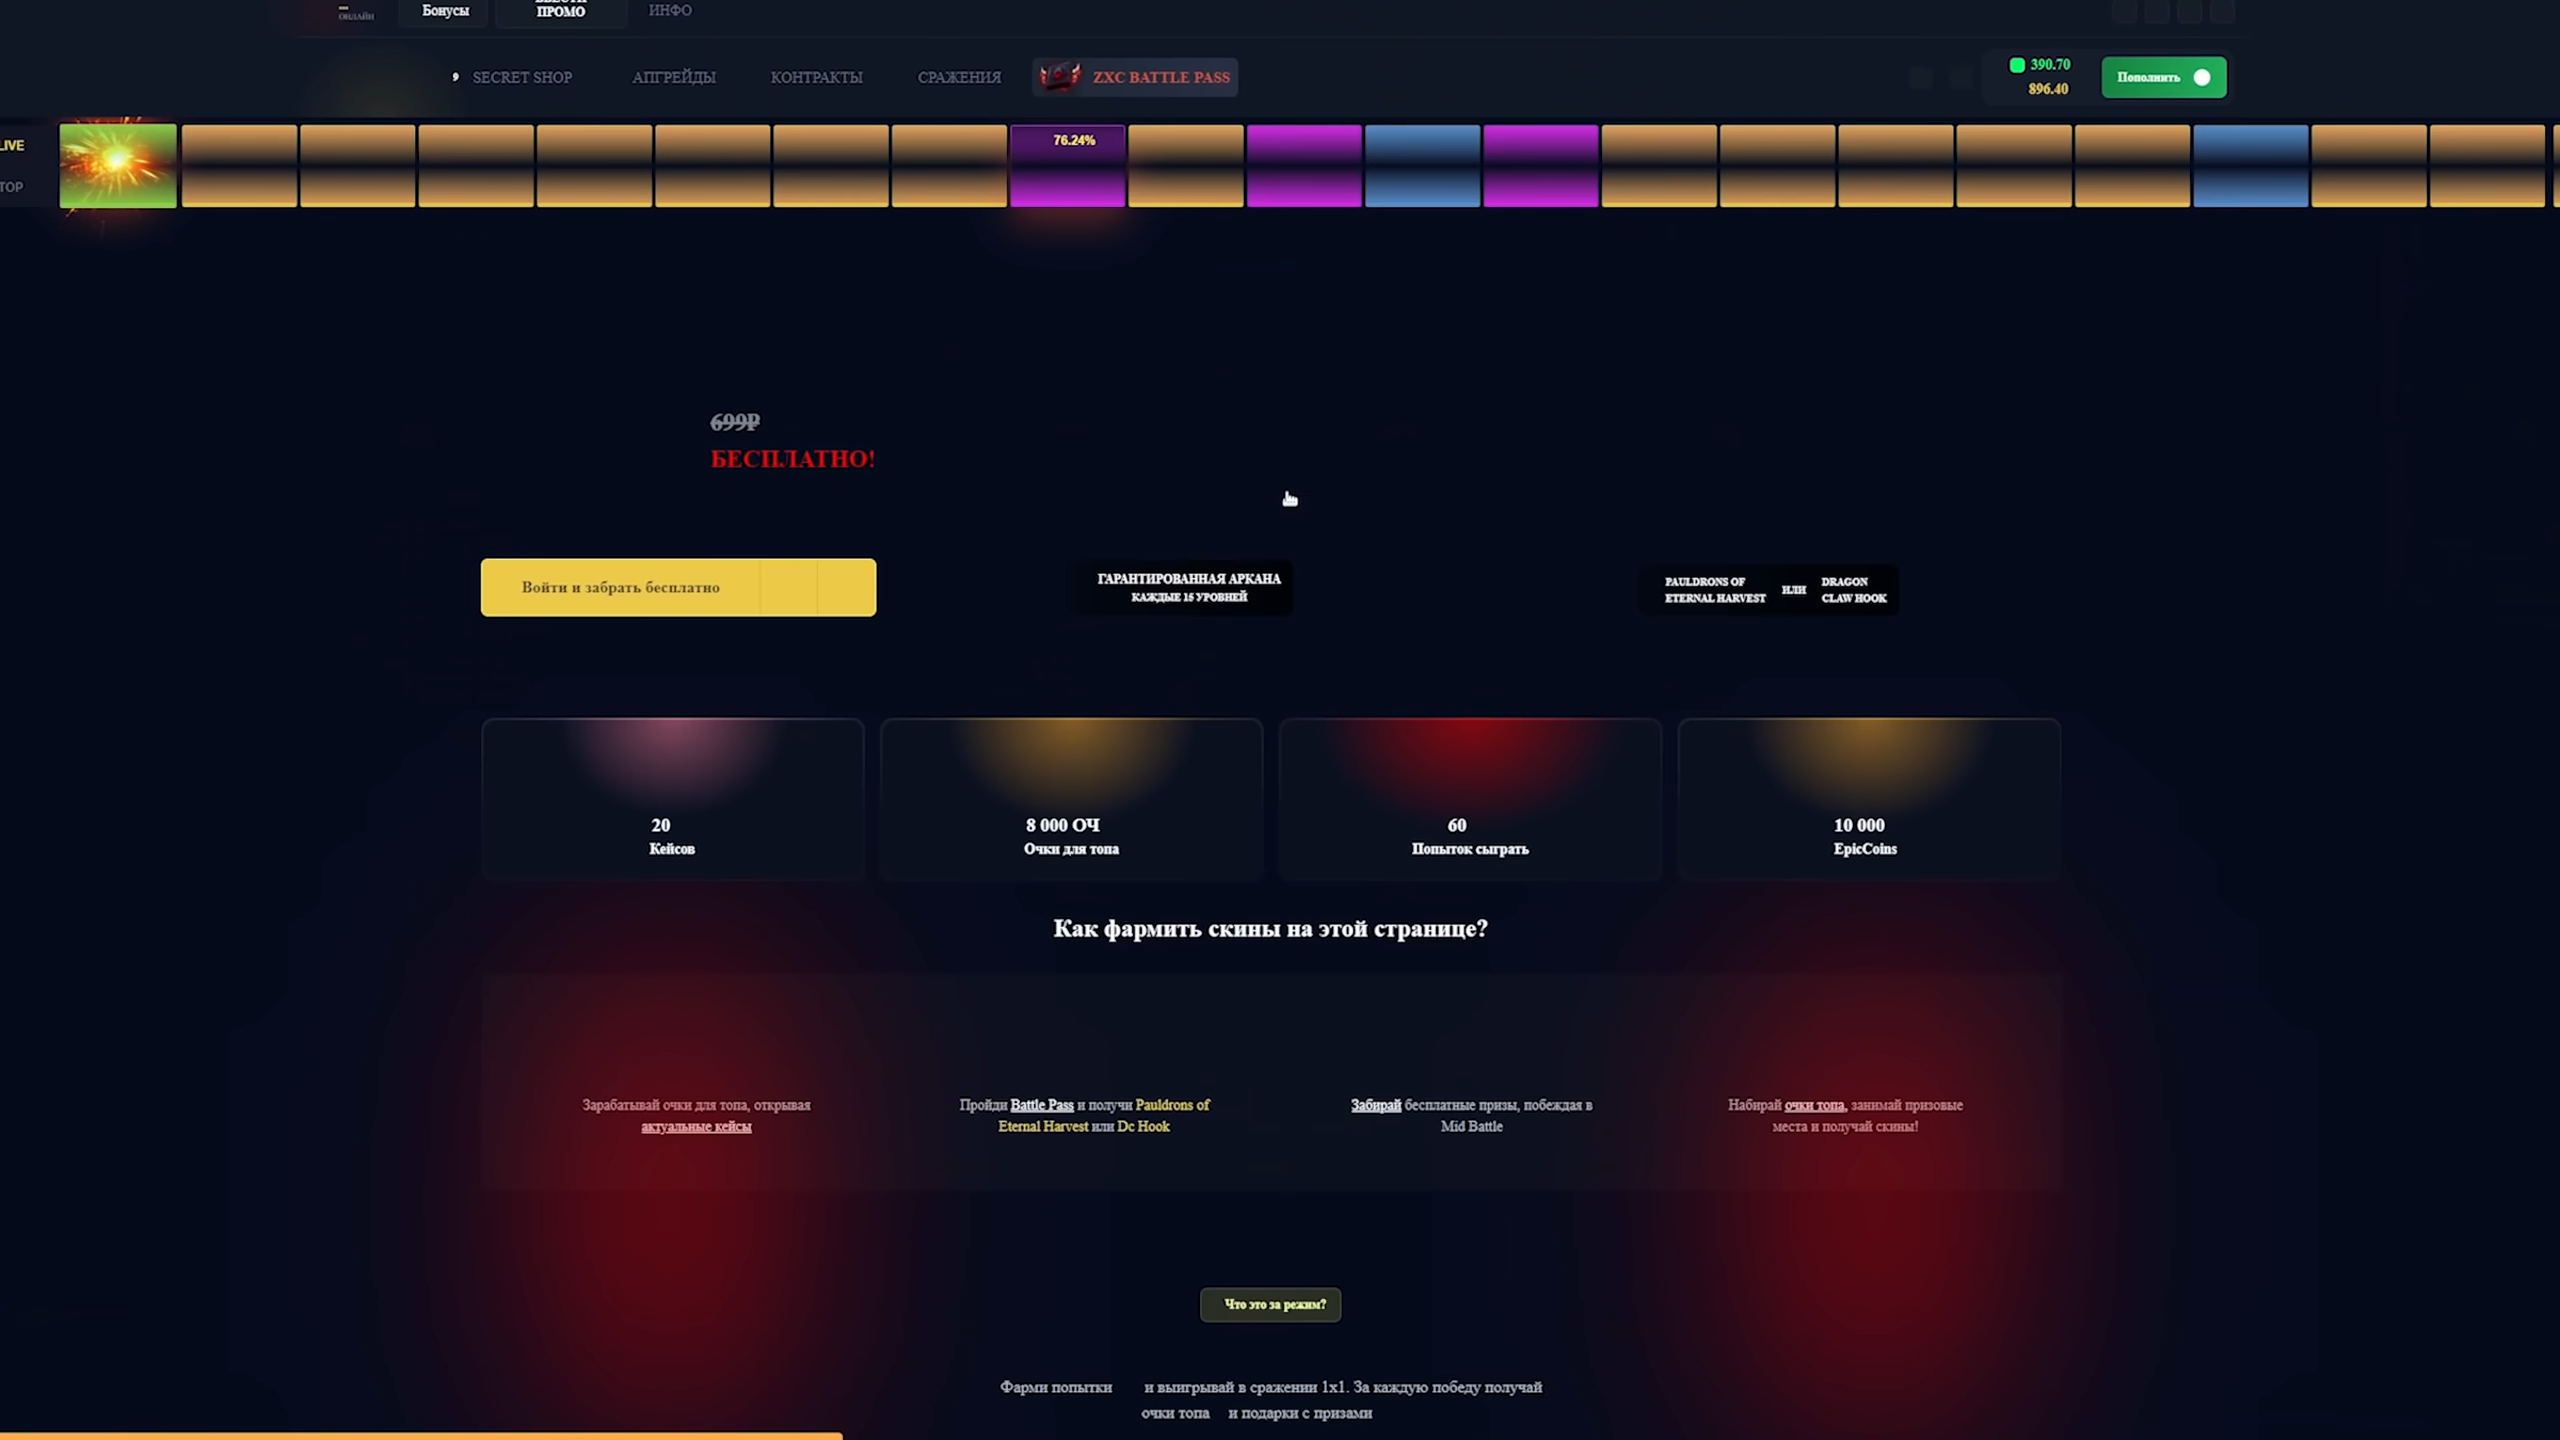 ОНЛАЙН
Бонусы
ВВЕСТИ
ПРОМО
ИНФО
9
SECRET SHOP
АПГРЕЙДЫ
КОНТРАКТЫ
СРАЖЕНИЯ
ZXC BATTLE PASS
390.70
896.40
Пополнить
LIVE
TOP
76.24%
699₽
БЕСПЛАТНО!
Войти и забрать бесплатно
ГАРАНТИРОВАННАЯ АРКАНА
КАЖДЫЕ 15 УРОВНЕЙ
PAULDRONS OF
ETERNAL HARVEST
ИЛИ
DRAGON
CLAW HOOK
20
Кейсов
8 000 ОЧ
Очки для топа
60
Попыток сыграть
10 000
EpicCoins
Как фармить скины на этой странице?
Зарабатывай очки для топа, открывая
актуальные кейсы
Пройди Battle Pass и получи Pauldrons of
Eternal Harvest или Dc Hook
Забирай бесплатные призы, побеждая в
Mid Battle
Набирай очки топа, занимай призовые
места и получай скины!
Что это за режим?
Фарми попытки и выигрывай в сражении 1x1. За каждую победу получай
очки топа и подарки с призами